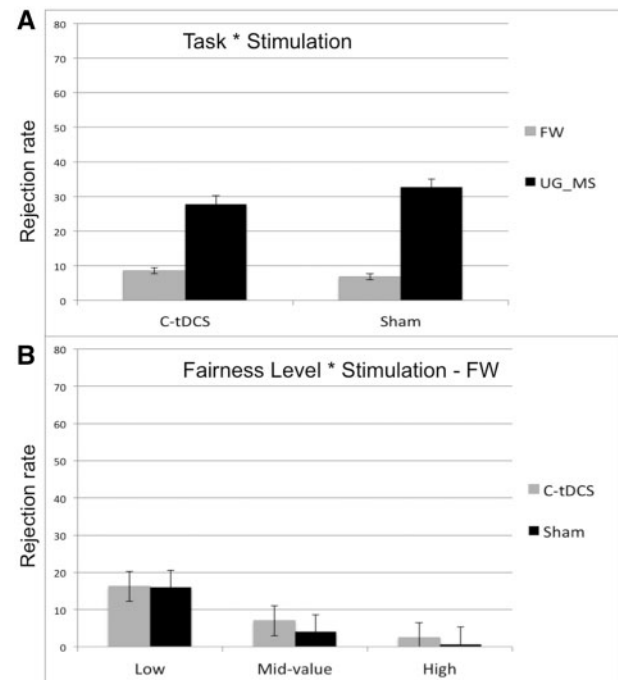 A
Task * Stimulation
80
70
60
50
40
30
20
10
0
Rejection rate
FW
UG_MS
C-tDCS Sham
B
Fairness Level * Stimulation - FW
80
70
60
50
40
30
20
10
0
Rejection rate
C-tDCS
Sham
Low Mid-value High